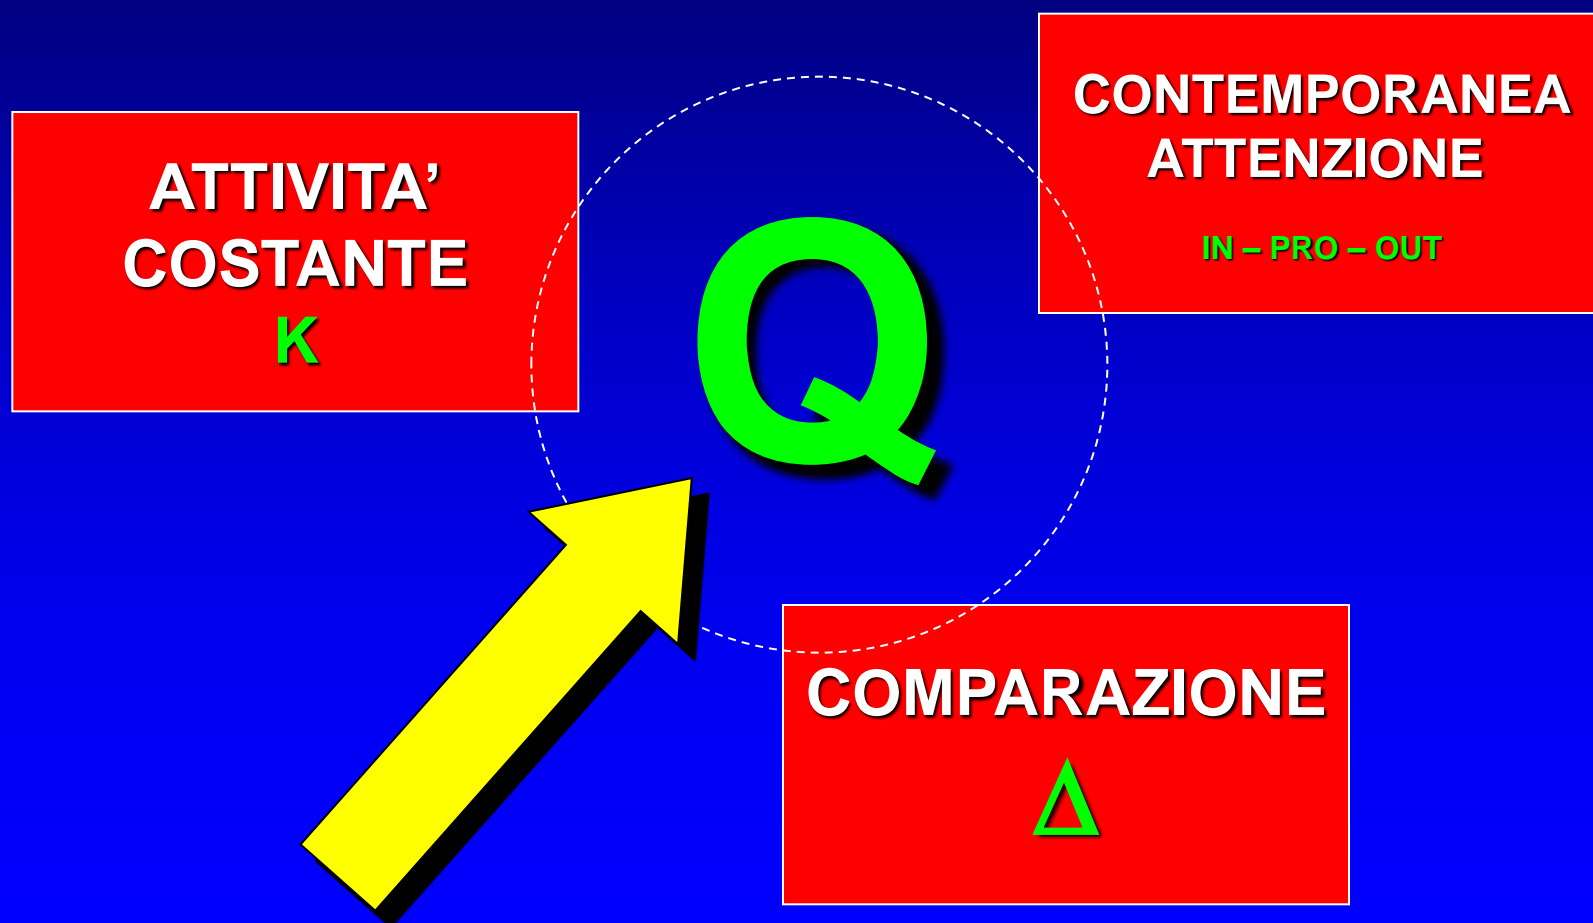 ATTIVITA’
COSTANTE
K
Q
CONTEMPORANEA
ATTENZIONE
IN – PRO – OUT
COMPARAZIONE
Δ